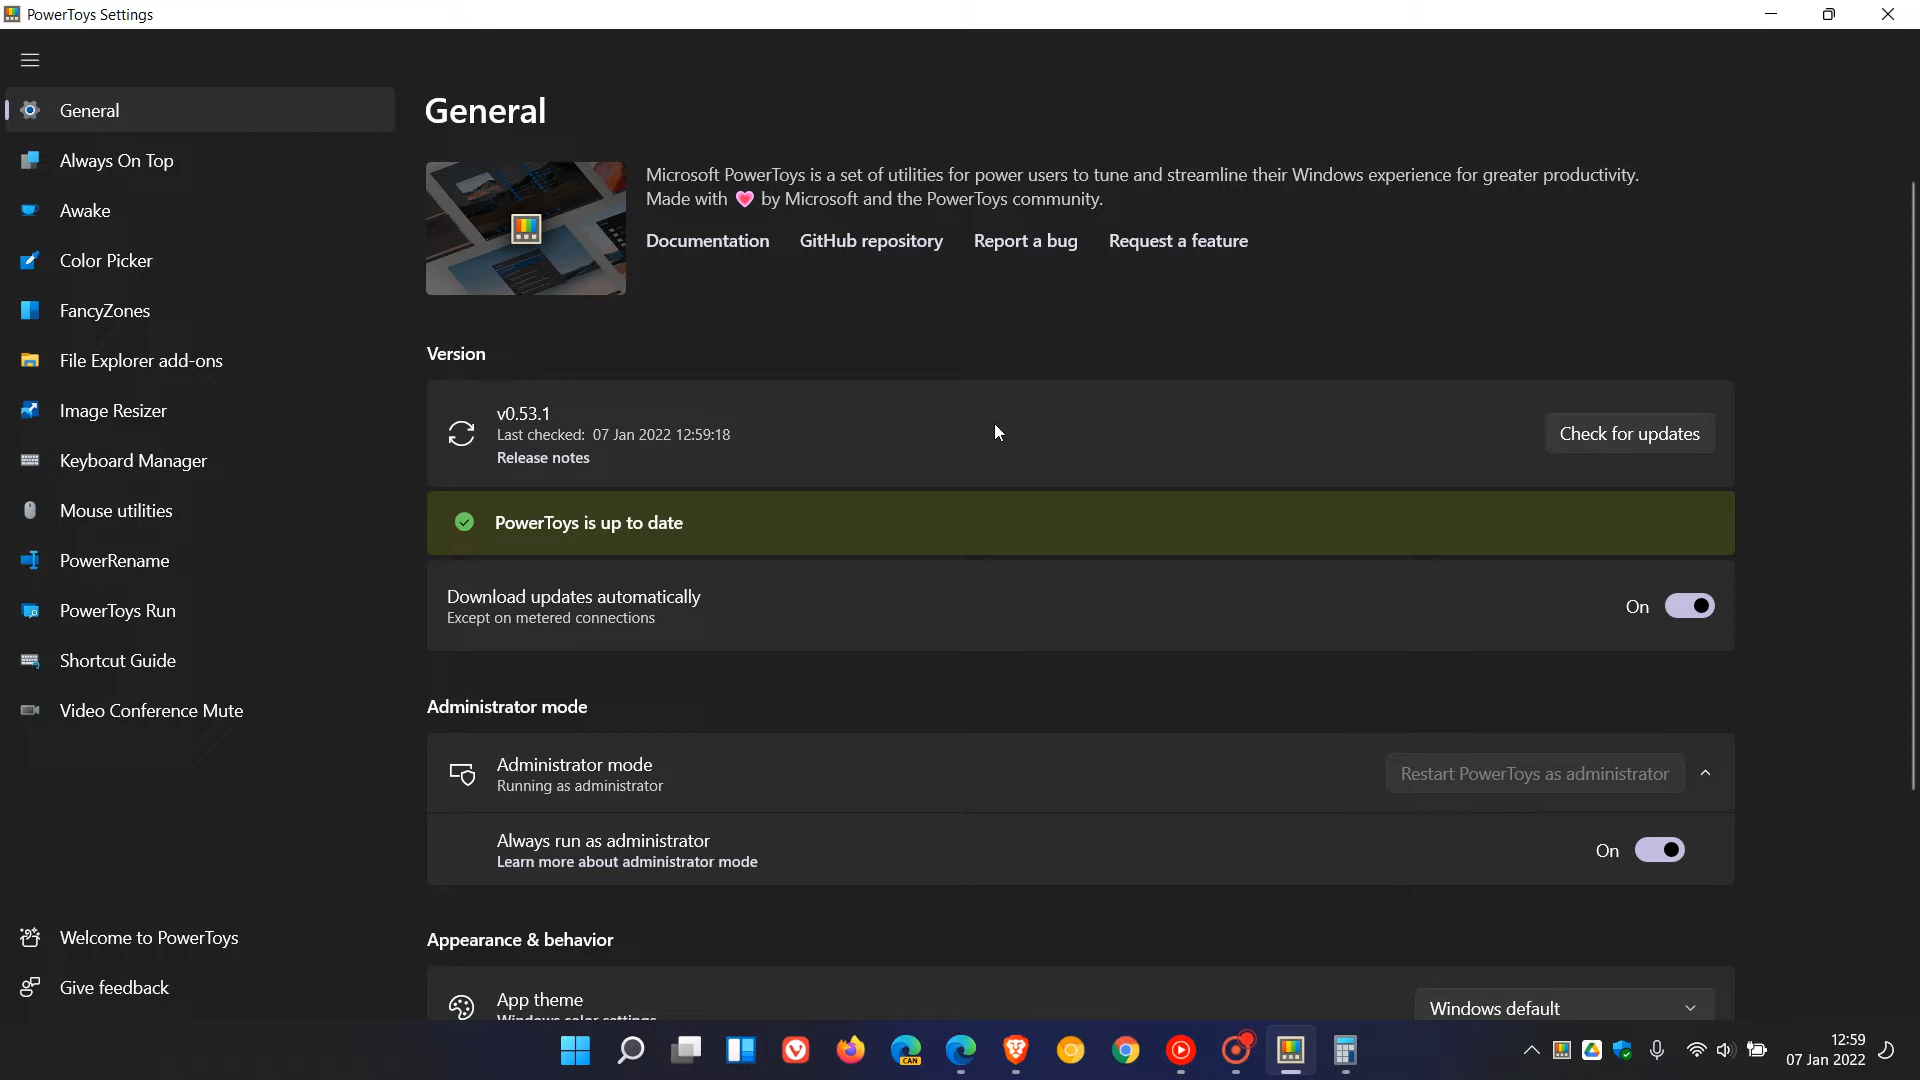 PowerToys Settings
General
Always On Top
Awake
Color Picker
FancyZones
File Explorer add-ons
Image Resizer
Keyboard Manager
Mouse utilities
PowerRename
PowerToys Run
Shortcut Guide
Video Conference Mute
Welcome to PowerToys
Give feedback
General
Microsoft PowerToys is a set of utilities for power users to tune and streamline their Windows experience for greater productivity.
Made with 💗 by Microsoft and the PowerToys community.
Documentation GitHub repository Report a bug Request a feature
Version
v0.53.1
Last checked: 07 Jan 2022 12:59:18
Release notes
Check for updates
PowerToys is up to date
Download updates automatically
Except on metered connections
On
Administrator mode
Administrator mode
Running as administrator
Restart PowerToys as administrator
Always run as administrator
Learn more about administrator mode
On
Appearance & behavior
App theme
Windows color settings
Windows default
CAN
12:59
07 Jan 2022